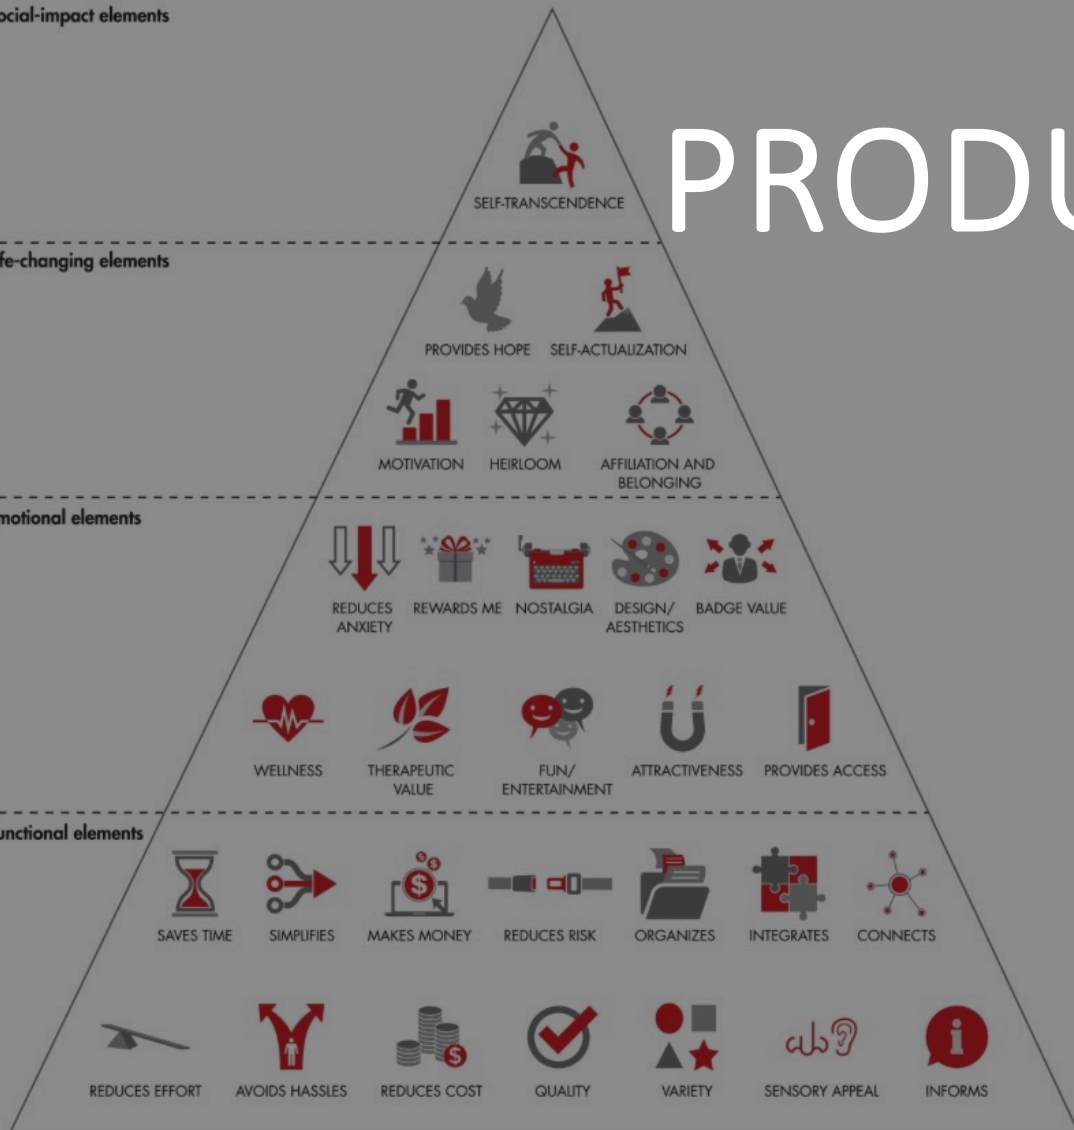 ocial-impact elements
PRODU
SELF-TRANSCENDENCE
fe-changing elements
PROVIDES HOPE SELF-ACTUALIZATION
MOTIVATION HEIRLOOM AFFILIATION AND
BELONGING
motional elements
REDUCES REWARDS ME NOSTALGIA DESIGN/ BADGE VALUE
ANXIETY AESTHETICS
WELLNESS THERAPEUTIC FUN/ ATTRACTIVENESS PROVIDES ACCESS
VALUE ENTERTAINMENT
unctional elements
SAVES TIME SIMPLIFIES MAKES MONEY REDUCES RISK ORGANIZES INTEGRATES CONNECTS
REDUCES EFFORT AVOIDS HASSLES REDUCES COST QUALITY VARIETY SENSORY APPEAL INFORMS